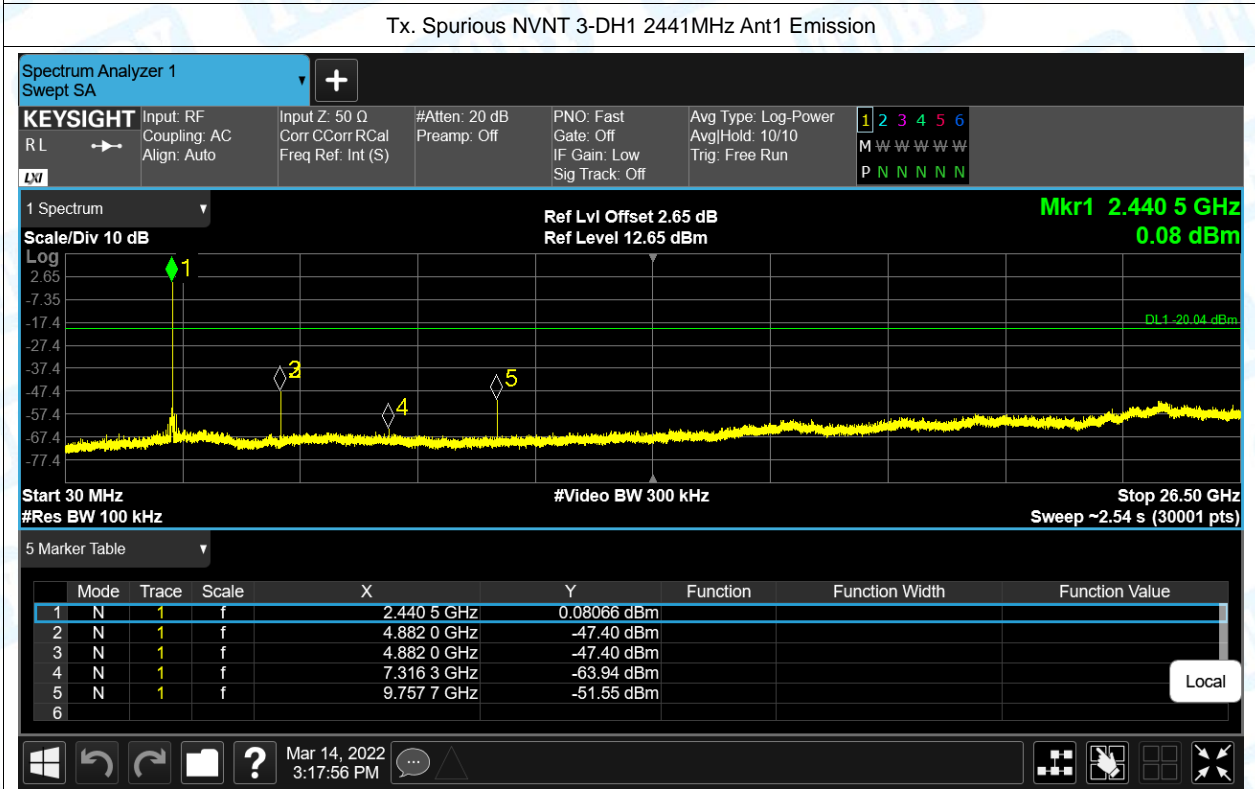 Tx. Spurious NVNT 3-DH1 2441MHz Ant1 Emission
Spectrum Analyzer 1
Swept SA
KEYSIGHT
R L
LXI
Input: RF
Coupling: AC
Align: Auto
Input Z: 50 Ω
Corr CCorr RCal
Freq Ref: Int (S)
#Atten: 20 dB
Preamp: Off
PNO: Fast
Gate: Off
IF Gain: Low
Sig Track: Off
Avg Type: Log-Power
Avg|Hold: 10/10
Trig: Free Run
1 2 3 4 5 6
M W W W W W
P N N N N N
1 Spectrum
Scale/Div 10 dB
Ref Lvl Offset 2.65 dB
Ref Level 12.65 dBm
Mkr1 2.440 5 GHz
0.08 dBm
Log
2.65
-7.35
-17.4
-27.4
-37.4
-47.4
-57.4
-67.4
-77.4
1
DL1 -20.04 dBm
2
3
4
5
Start 30 MHz
#Video BW 300 kHz
Stop 26.50 GHz
#Res BW 100 kHz
Sweep ~2.54 s (30001 pts)
5 Marker Table
Mode Trace Scale X Y Function Function Width Function Value
1 N 1 f 2.440 5 GHz 0.08066 dBm
2 N 1 f 4.882 0 GHz -47.40 dBm
3 N 1 f 4.882 0 GHz -47.40 dBm
4 N 1 f 7.316 3 GHz -63.94 dBm
5 N 1 f 9.757 7 GHz -51.55 dBm
6
Local
?
Mar 14, 2022
3:17:56 PM